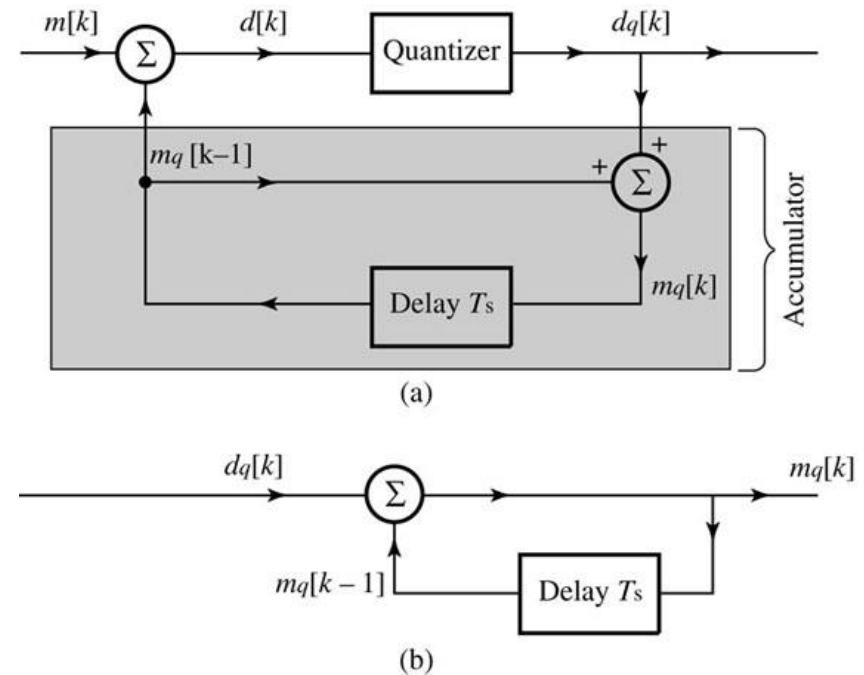 m[k]
d[k]
dq[k]
Σ
Quantizer
mq [k–1]
+
+
Σ
Delay Ts
mq[k]
Accumulator
(a)
dq[k]
mq[k]
Σ
mq[k – 1]
Delay Ts
(b)